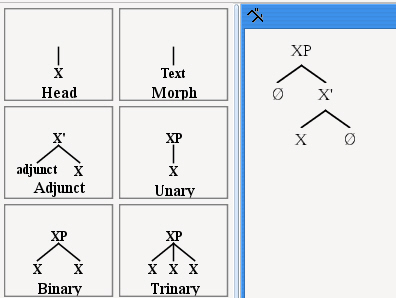 X
Head
Text
Morph
X'
adjunct X
Adjunct
XP
X
Unary
XP
X X
Binary
XP
X X X
Trinary
XP
Ø X'
X Ø